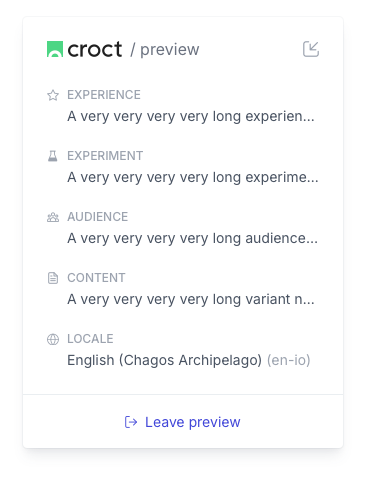 croct / preview
EXPERIENCE
A very very very very long experien...
EXPERIMENT
A very very very very long experime...
AUDIENCE
A very very very very long audience...
CONTENT
A very very very very long variant n...
LOCALE
English (Chagos Archipelago) (en-io)
Leave preview